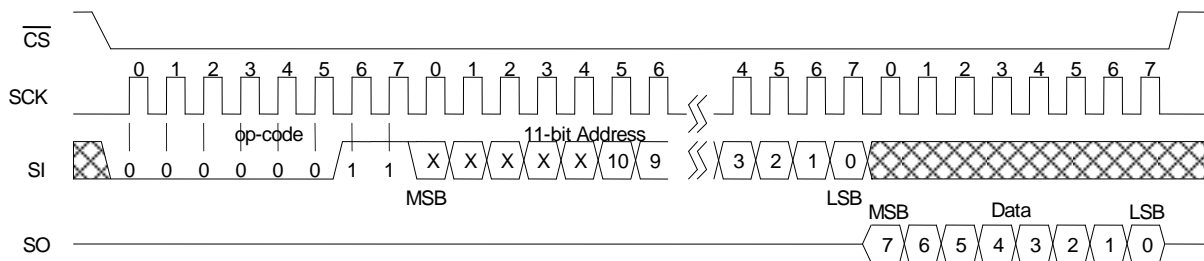 CS
0 1 2 3 4 5 6 7 0 1 2 3 4 5 6 4 5 6 7 0 1 2 3 4 5 6 7
SCK
op-code 11-bit Address
SI 0 0 0 0 0 0 1 1 X X X X X 10 9 3 2 1 0
MSB LSB MSB Data LSB
SO 7 6 5 4 3 2 1 0